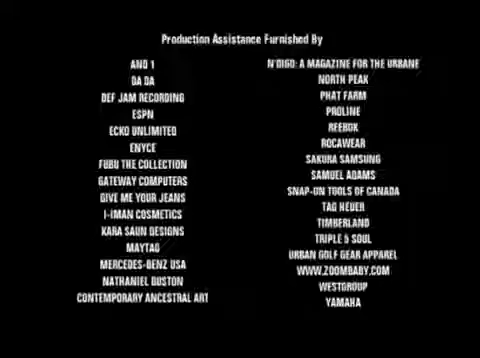 Production Assistance Furnished By
AND 1
DA DA
DEF JAM RECORDING
ESPN
ECKO UNLIMITED
ENYCE
FUBU THE COLLECTION
GATEWAY COMPUTERS
GIVE ME YOUR JEANS
I-IMAN COSMETICS
KARA SAUN DESIGNS
MAYTAG
MERCEDES-BENZ USA
NATHANIEL BUSTON
CONTEMPORARY ANCESTRAL ART
N'DIGO: A MAGAZINE FOR THE URBANE
NORTH PEAK
PHAT FARM
PROLINE
REEBOK
ROCAWEAR
SAKURA SAMSUNG
SAMUEL ADAMS
SNAP-ON TOOLS OF CANADA
TAG HEUER
TIMBERLAND
TRIPLE 5 SOUL
URBAN GOLF GEAR APPAREL
WWW.ZOOMBABY.COM
WESTGROUP
YAMAHA